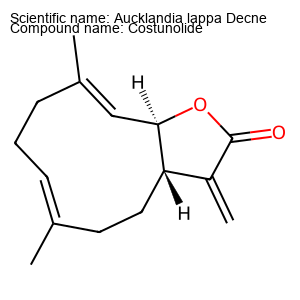 Scientific name: Aucklandia lappa Decne
Compound name: Costunolide
H
O
O
H